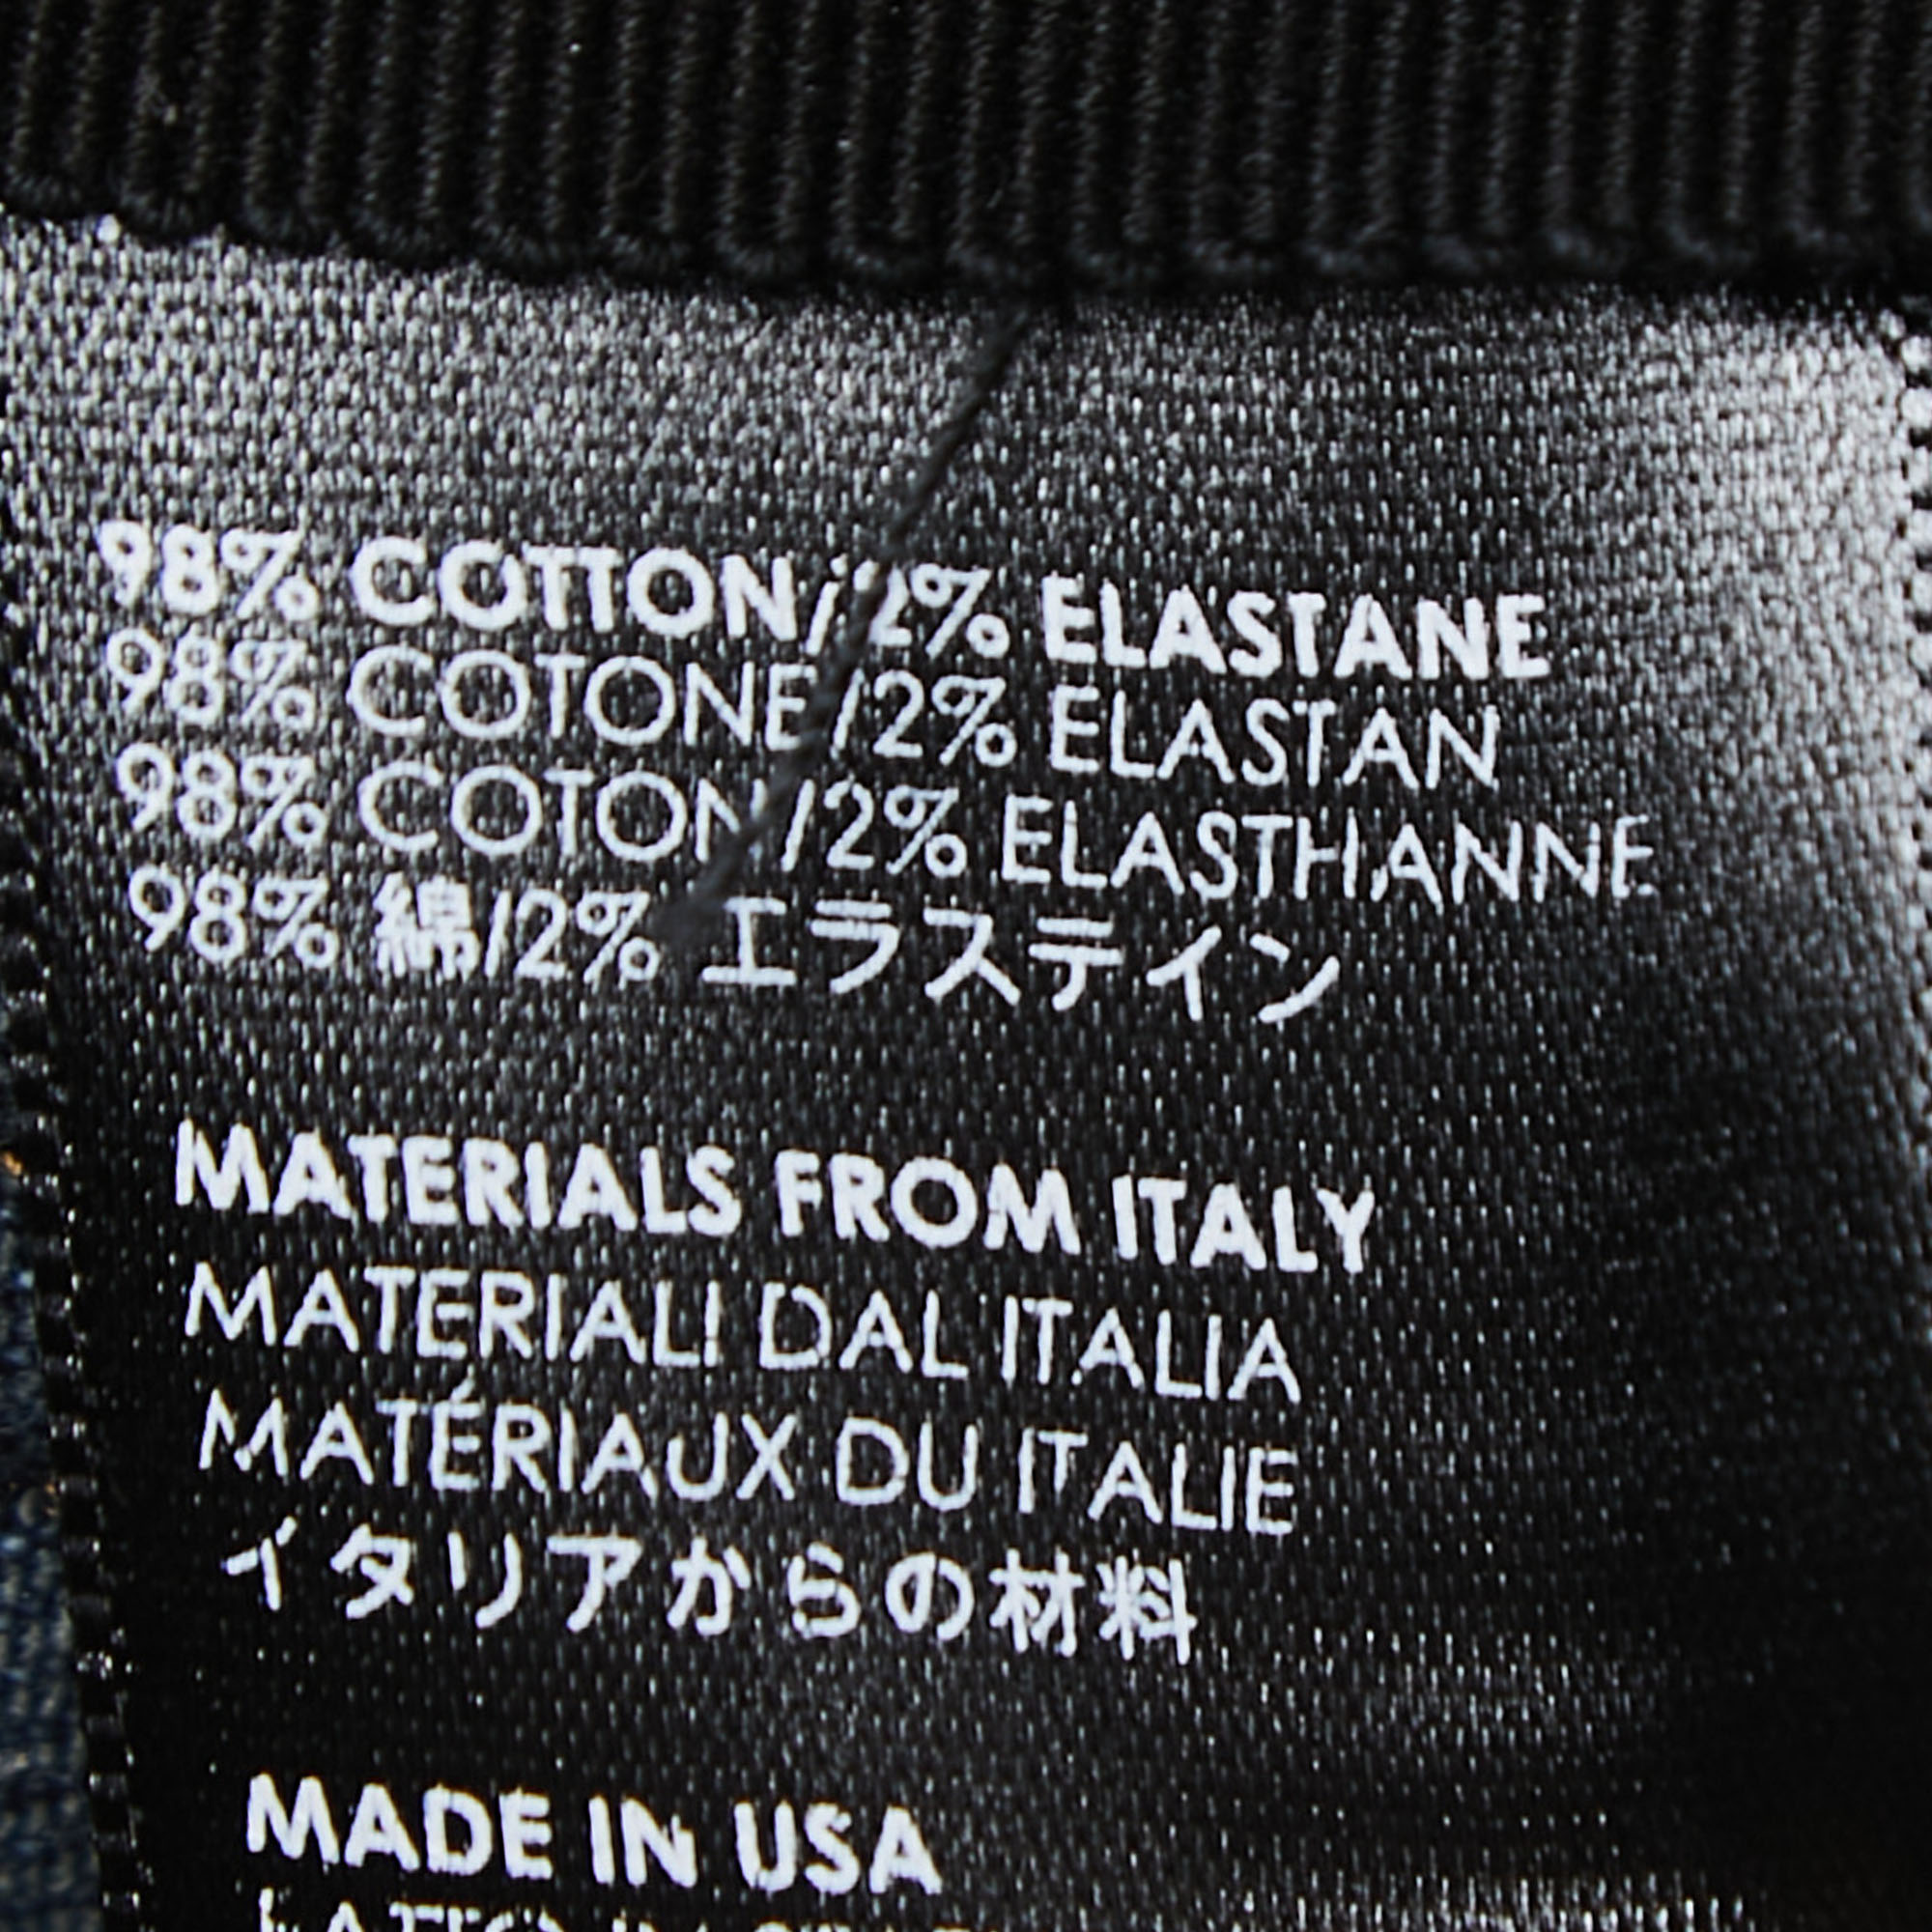 98% COTTON/2% ELASTANE
98% COTONE/2% ELASTAN
98% COTON/2% ELASTHANNE
98% 綿/2% エラスティン
MATERIALS FROM ITALY
MATERIALI DAL ITALIA
MATÉRIAUX DU ITALIE
イタリアからの材料
MADE IN USA